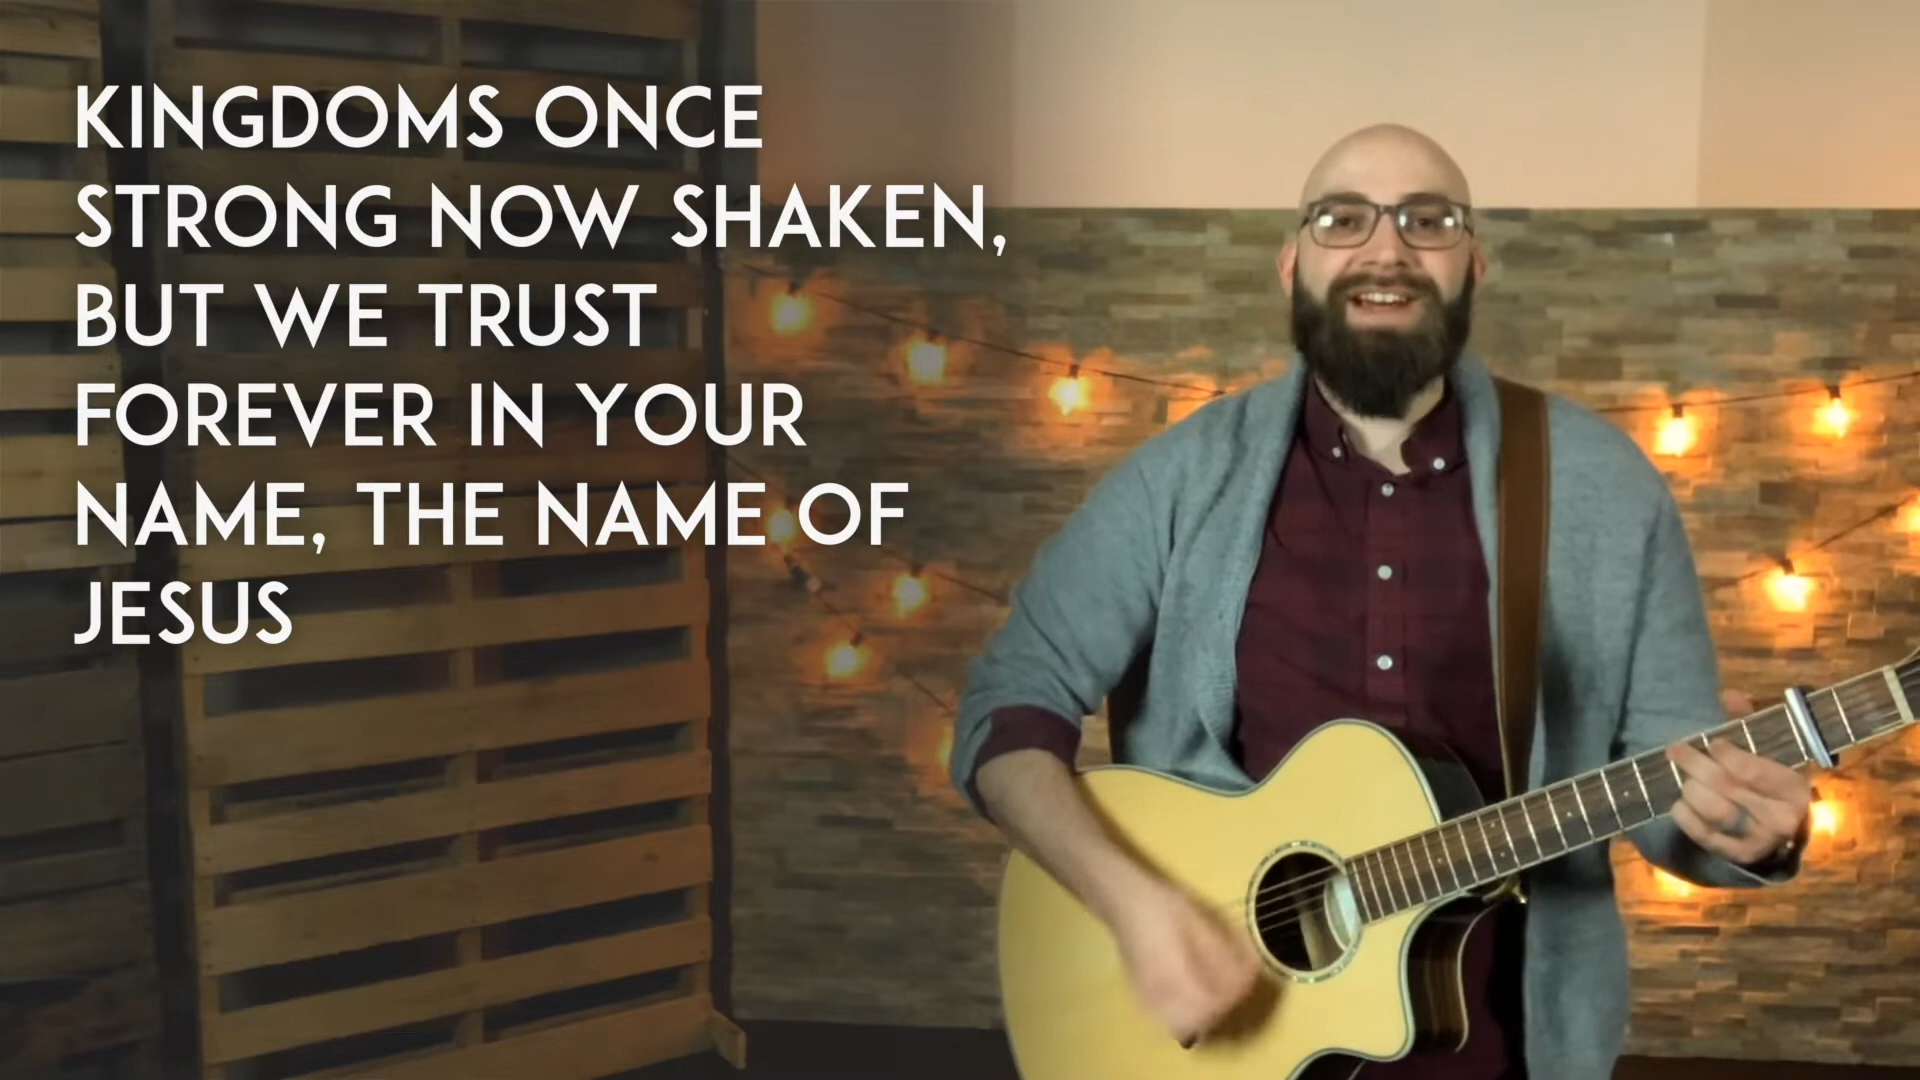 KINGDOMS ONCE
STRONG NOW SHAKEN,
BUT WE TRUST
FOREVER IN YOUR
NAME, THE NAME OF
JESUS